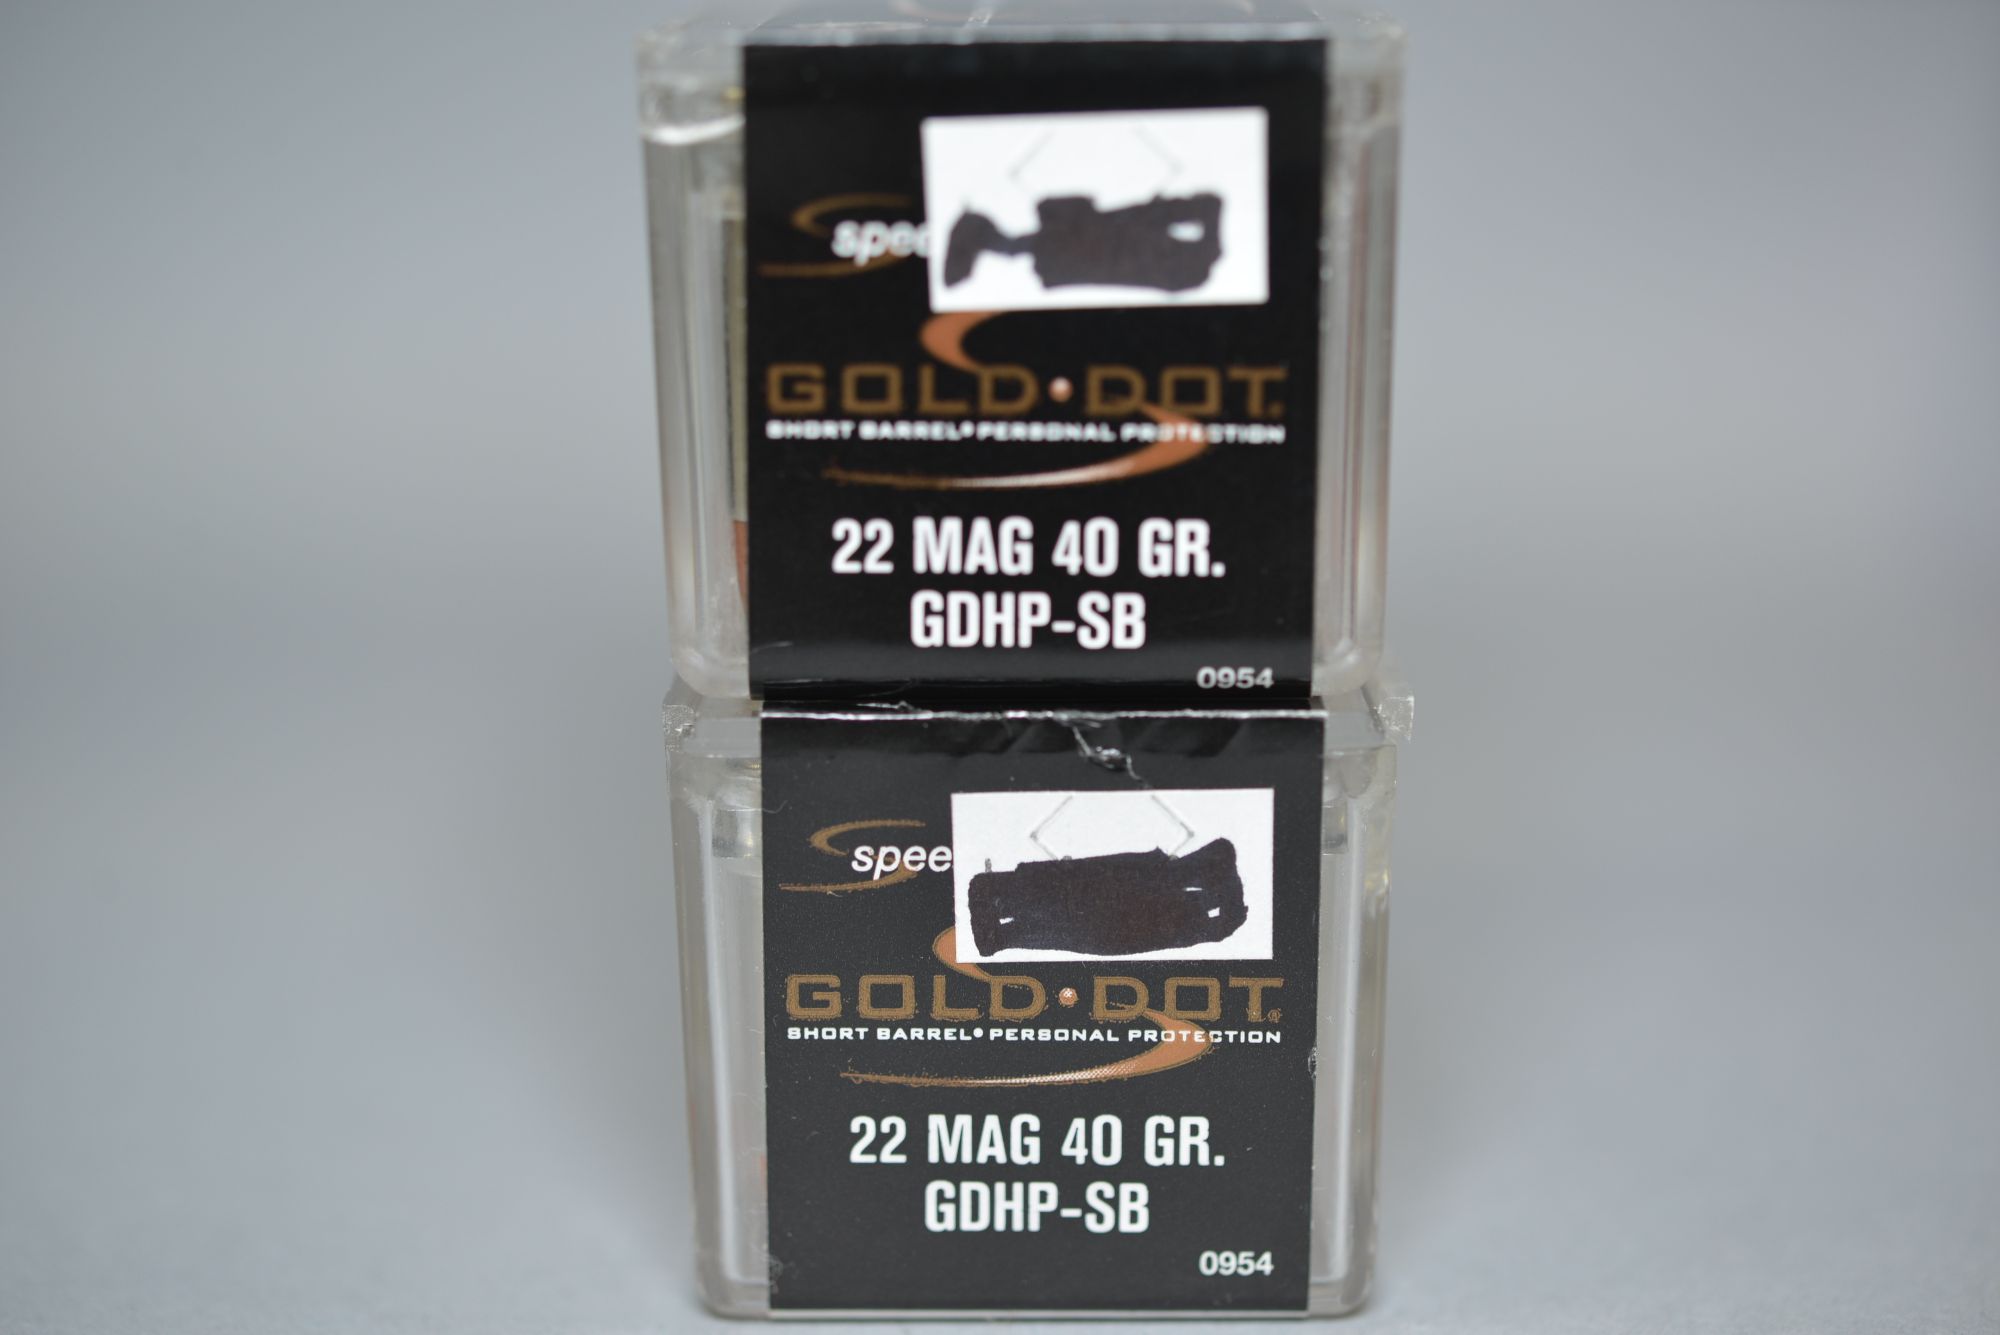 spee
GOLD•DOT®
SHORT BARREL® PERSONAL PROTECTION
22 MAG 40 GR.
GDHP-SB
0954
spee
GOLD•DOT®
SHORT BARREL® PERSONAL PROTECTION
22 MAG 40 GR.
GDHP-SB
0954